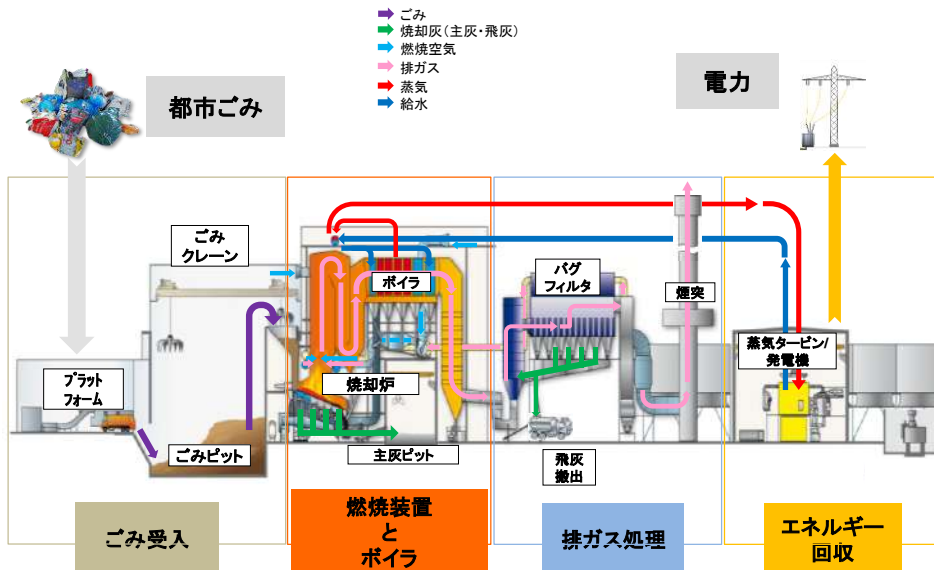 ごみ
焼却灰(主灰・飛灰)
燃焼空気
排ガス
蒸気
給水
都市ごみ
電力
ごみ
クレーン
ボイラ
バグ
フィルタ
煙突
蒸気タービン/
発電機
プラット
フォーム
焼却炉
ごみピット
主灰ピット
飛灰
搬出
ごみ受入
燃焼装置
と
ボイラ
排ガス処理
エネルギー
回収